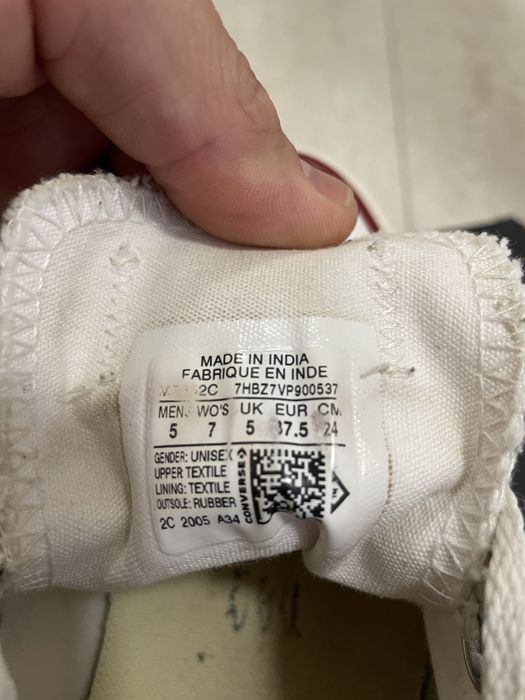 MADE IN INDIA
FABRIQUE EN INDE
2C 7HBZ7VP900537
MEN. WO'S UK EUR CM
5 7 5 37.5 24
GENDER: UNISEX
UPPER TEXTILE
LINING: TEXTILE
OUTSOLE: RUBBER
2C 2005 A34
CONVERSE